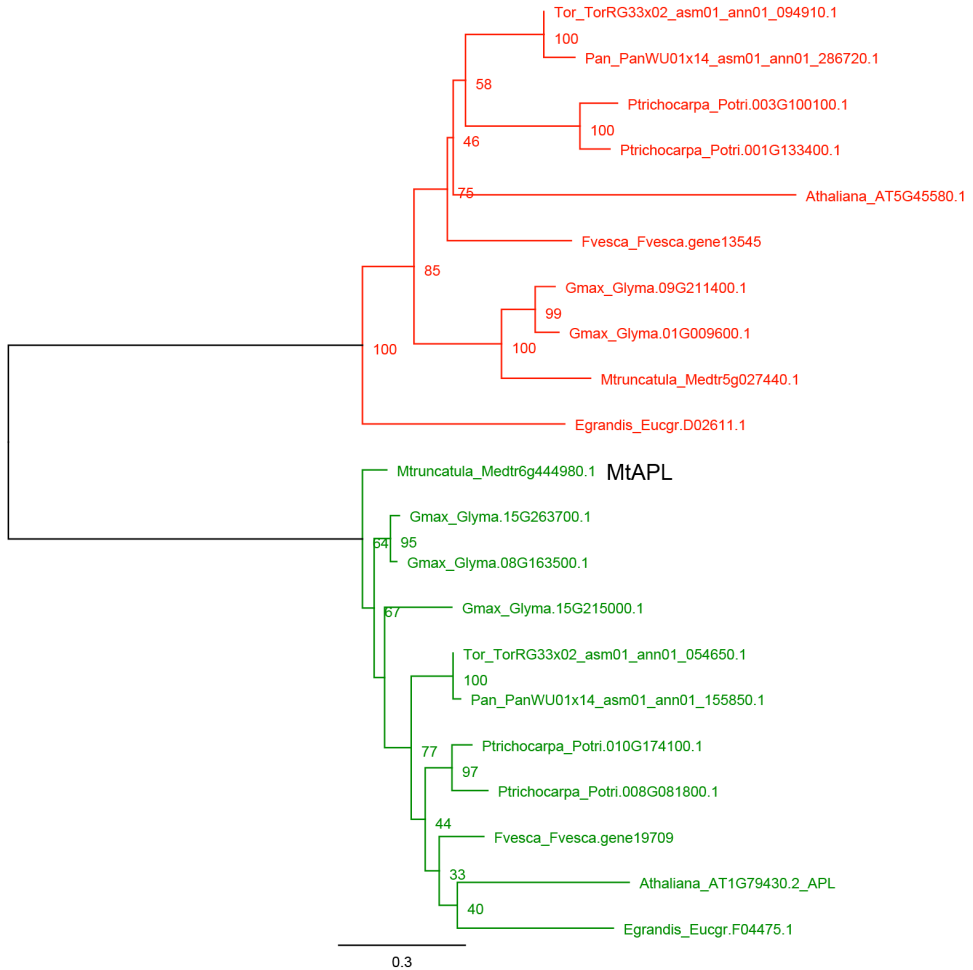 Tor_TorRG33x02_asm01_ann01_094910.1
100
Pan_PanWU01x14_asm01_ann01_286720.1
58
Ptrichocarpa_Potri.003G100100.1
100
46
Ptrichocarpa_Potri.001G133400.1
75
Athaliana_AT5G45580.1
Fvesca_Fvesca.gene13545
85
Gmax_Glyma.09G211400.1
99
Gmax_Glyma.01G009600.1
100
100
Mtruncatula_Medtr5g027440.1
Egrandis_Eucgr.D02611.1
Mtruncatula_Medtr6g444980.1 MtAPL
Gmax_Glyma.15G263700.1
64 95
Gmax_Glyma.08G163500.1
67
Gmax_Glyma.15G215000.1
Tor_TorRG33x02_asm01_ann01_054650.1
100
Pan_PanWU01x14_asm01_ann01_155850.1
77
Ptrichocarpa_Potri.010G174100.1
97
Ptrichocarpa_Potri.008G081800.1
44
Fvesca_Fvesca.gene19709
33
Athaliana_AT1G79430.2_APL
40
Egrandis_Eucgr.F04475.1
0.3